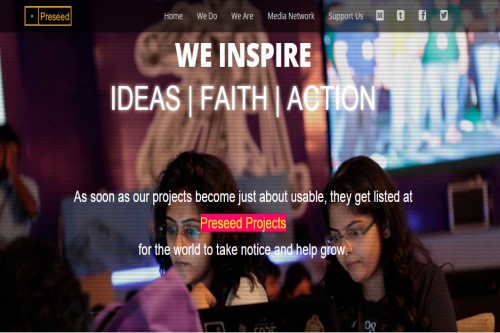 Preseed
Home We Do We Are Media Network Support Us M t f
WE INSPIRE
IDEAS | FAITH | ACTION
As soon as our projects become just about usable, they get listed at
Preseed Projects
for the world to take notice and help grow.